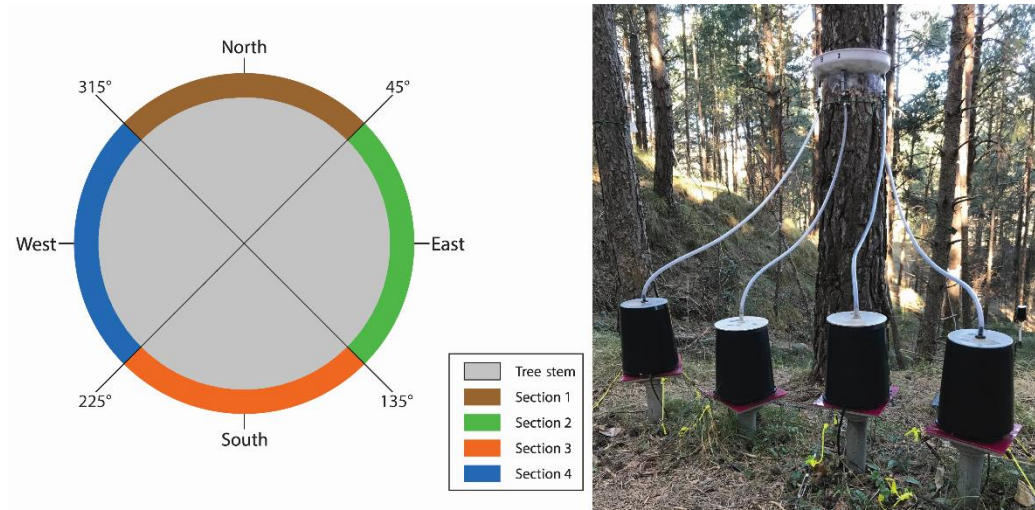 North
315°
45°
West
East
225°
135°
South
Tree stem
Section 1
Section 2
Section 3
Section 4